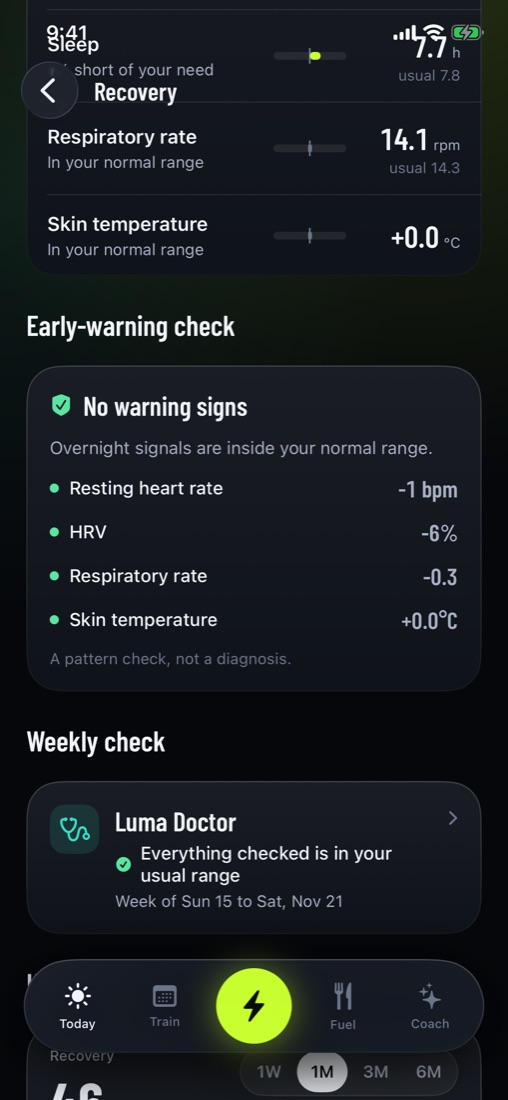 9:41
Sleep
7.7 h
short of your need
usual 7.8
Recovery
Respiratory rate
14.1 rpm
In your normal range
usual 14.3
Skin temperature
+0.0 °C
In your normal range
Early-warning check
No warning signs
Overnight signals are inside your normal range.
Resting heart rate
-1 bpm
HRV
-6%
Respiratory rate
-0.3
Skin temperature
+0.0°C
A pattern check, not a diagnosis.
Weekly check
Luma Doctor
Everything checked is in your
usual range
Week of Sun 15 to Sat, Nov 21
Today
Train
Fuel
Coach
Recovery
1W
1M
3M
6M